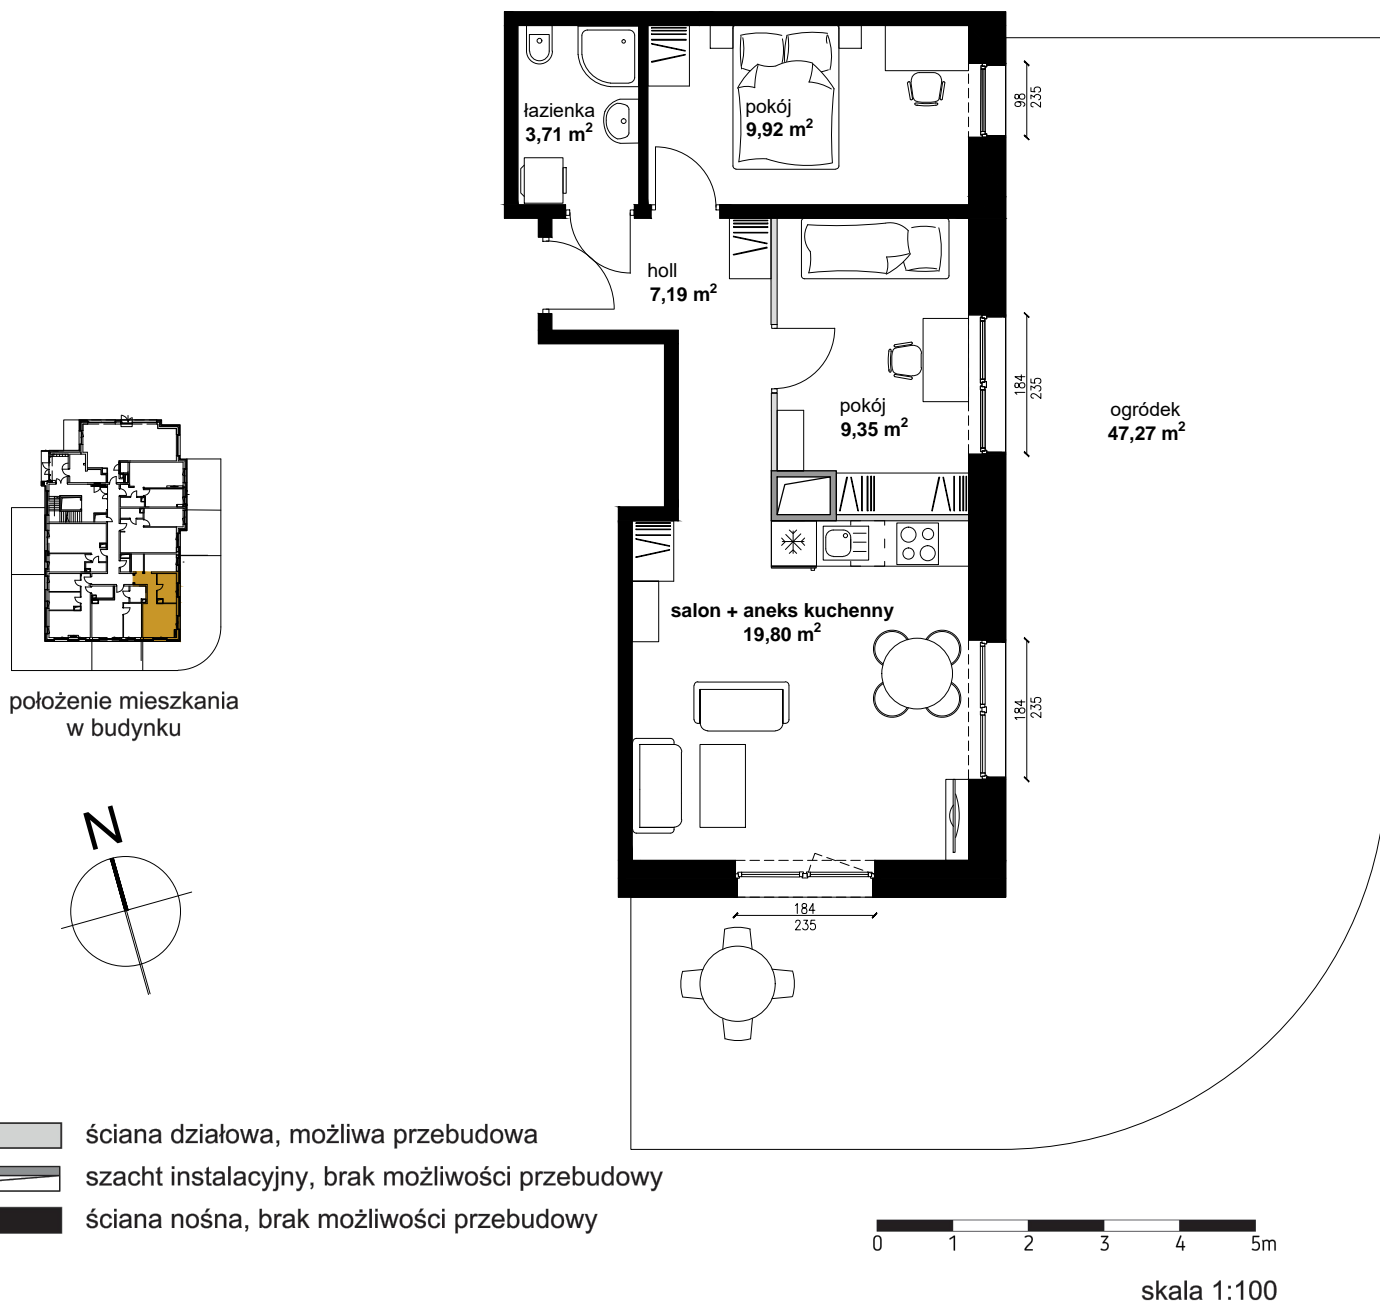 łazienka
3,71 m²
pokój
9,92 m²
98
235
holl
7,19 m²
pokój
9,35 m²
184
235
ogródek
47,27 m²
salon + aneks kuchenny
19,80 m²
184
235
184
235
położenie mieszkania
w budynku
N
ściana działowa, możliwa przebudowa
szacht instalacyjny, brak możliwości przebudowy
ściana nośna, brak możliwości przebudowy
0 1 2 3 4 5m
skala 1:100